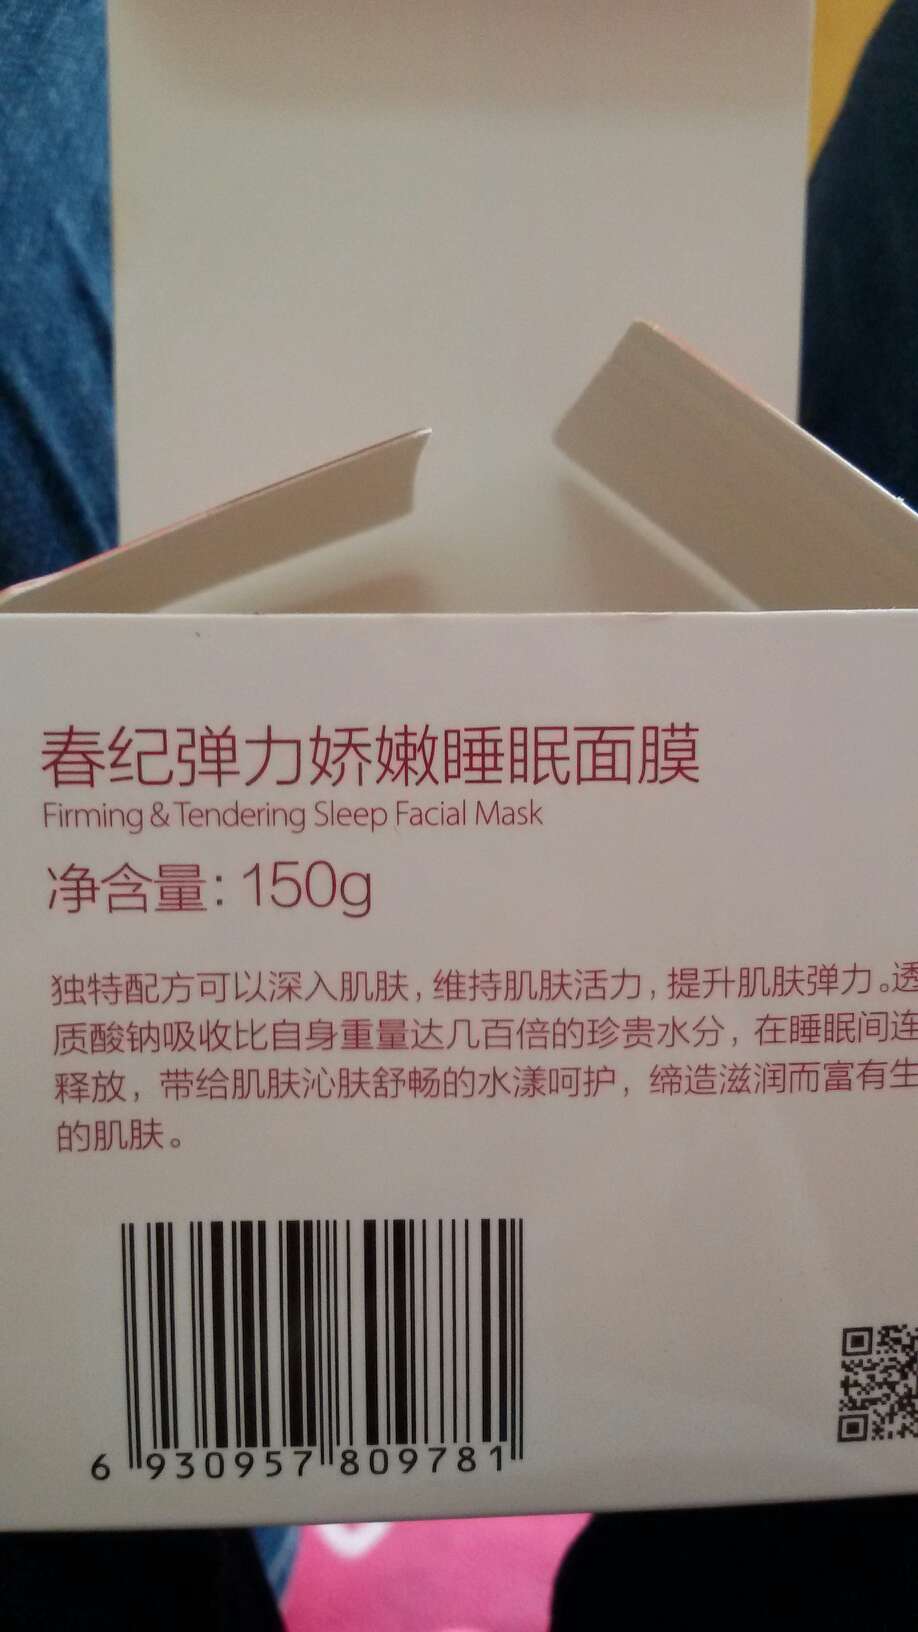 春纪弹力娇嫩睡眠面膜
Firming & Tendering Sleep Facial Mask
净含量: 150g
独特配方可以深入肌肤，维持肌肤活力，提升肌肤弹力。透
质酸钠吸收比自身重量达几百倍的珍贵水分，在睡眠间连
释放，带给肌肤沁肤舒畅的水漾呵护，缔造滋润而富有生
的肌肤。
6 930957 809781